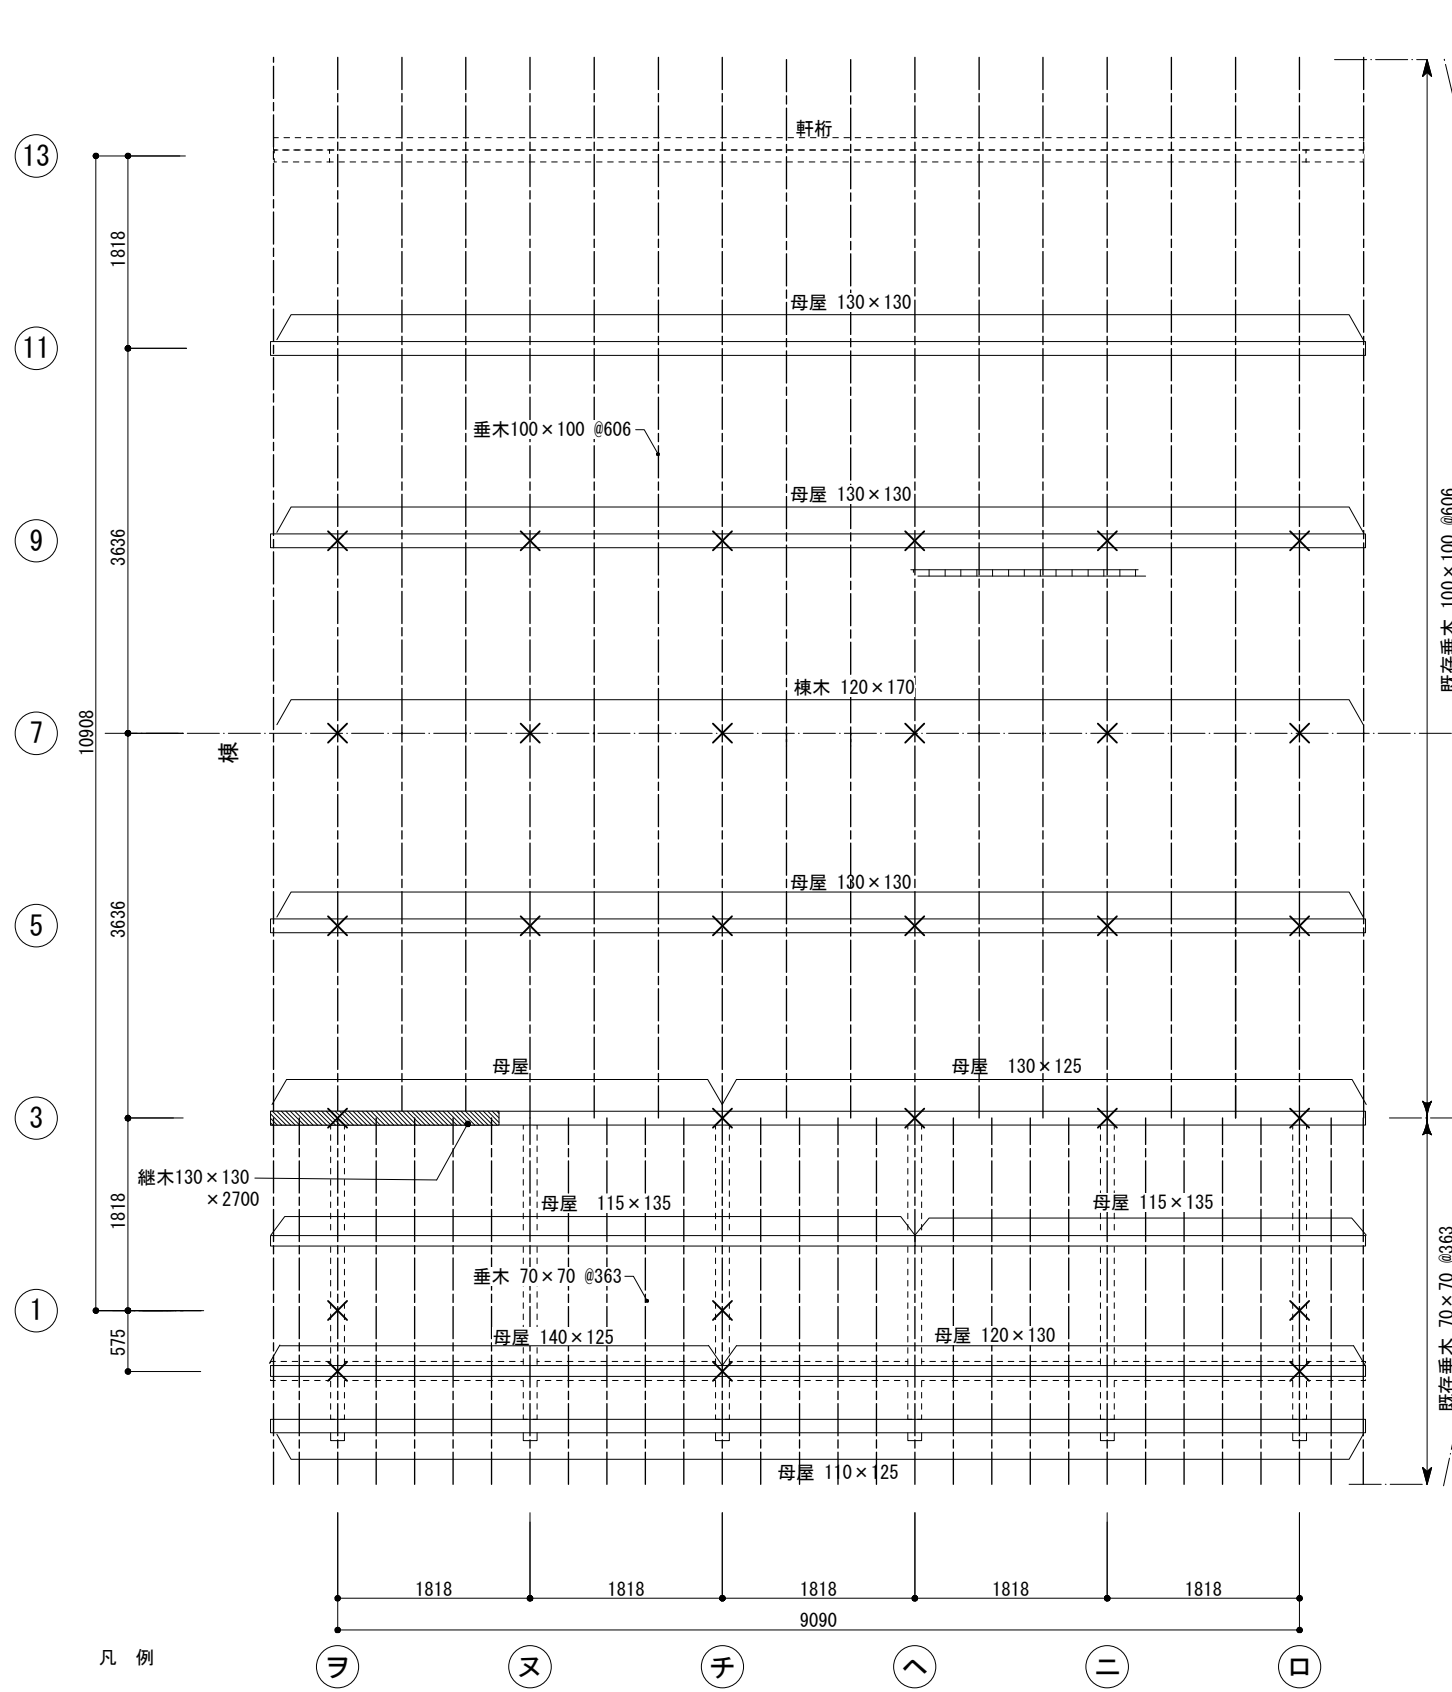 軒桁
13
1818
母屋 130×130
11
垂木100×100 @606
母屋 130×130
9
3636
既存垂木 100×100 @606
棟木 120×170
7
10908
棟
母屋 130×130
5
3636
母屋
母屋 130×125
3
継木130×130
×2700
母屋 115×135
母屋 115×135
1818
垂木 70×70 @363
既存垂木 70×70 @363
1
575
母屋 140×125
母屋 120×130
母屋 110×125
1818
1818
1818
1818
1818
9090
凡 例
ヲ
ヌ
チ
ヘ
ニ
ロ